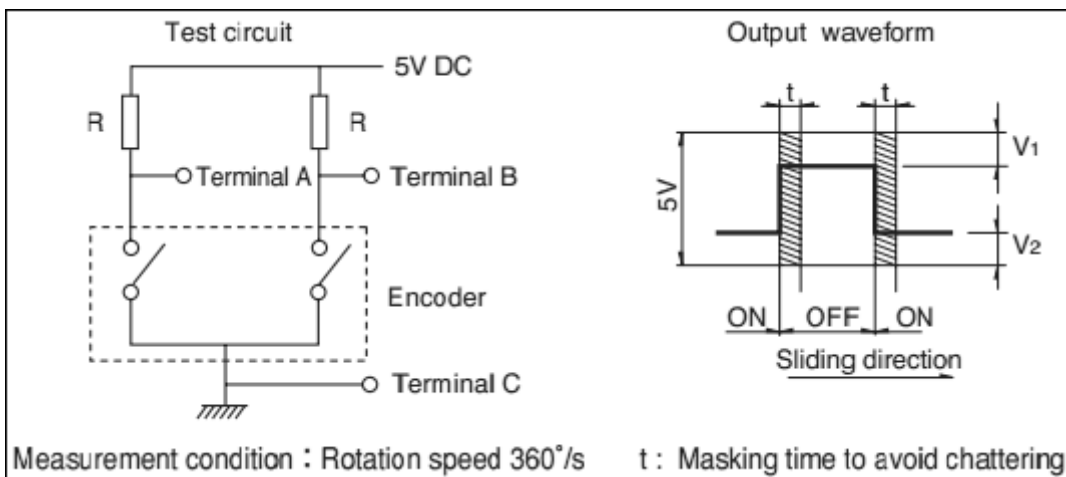 Test circuit
5V DC
R
R
Terminal A
Terminal B
Encoder
Terminal C
Output waveform
t
t
V1
5V
V2
ON
OFF
ON
Sliding direction
Measurement condition : Rotation speed 360°/s
t : Masking time to avoid chattering